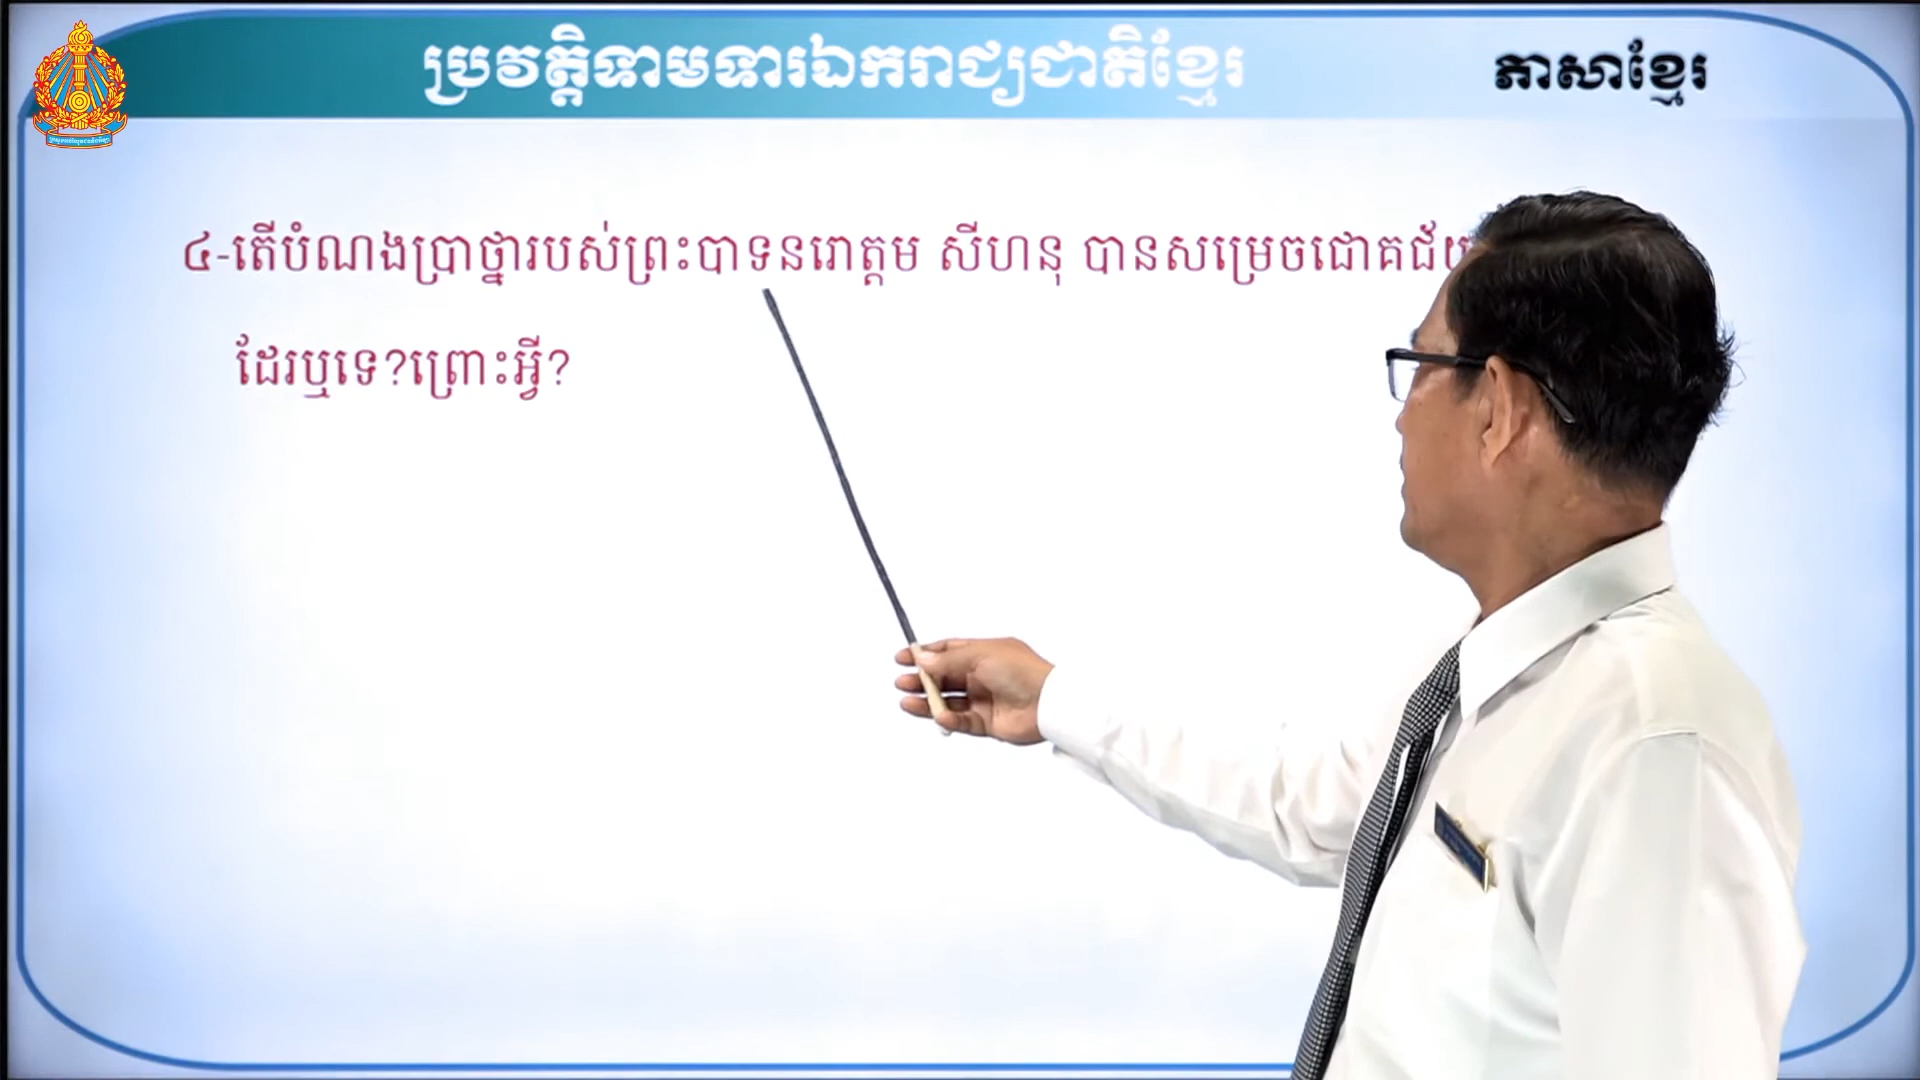 ប្រវត្តិទាមទារឯករាជ្យជាតិខ្មែរ
ភាសាខ្មែរ
៤-តើបំណងប្រាថ្នារបស់ព្រះបាទនរោត្តម សីហនុ បានសម្រេចជោគជ័យ
ដែរឬទេ?ព្រោះអ្វី?